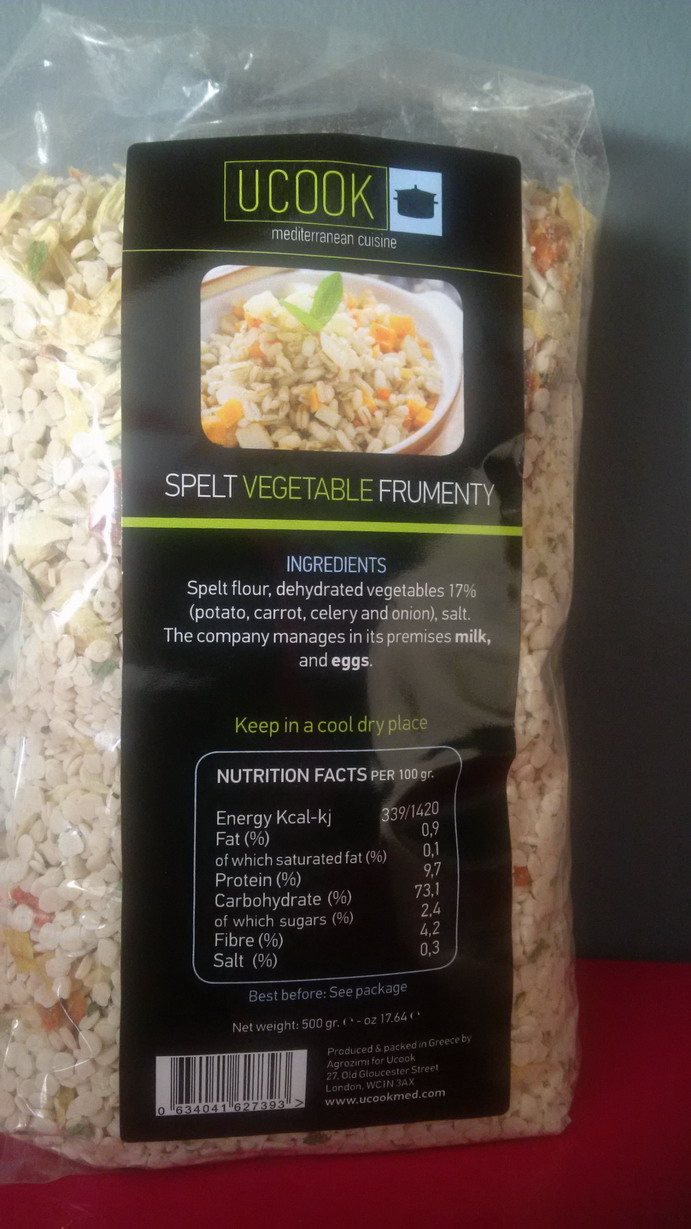 UCOOK
mediterranean cuisine
SPELT VEGETABLE FRUMENTY
INGREDIENTS
Spelt flour, dehydrated vegetables 17%
(potato, carrot, celery and onion), salt.
The company manages in its premises milk,
and eggs.
Keep in a cool dry place
NUTRITION FACTS PER 100 gr.
Energy Kcal-kj 339/1420
Fat (%) 0,9
of which saturated fat (%) 0,1
Protein (%) 9,7
Carbohydrate (%) 73,1
of which sugars (%) 2,4
Fibre (%) 4,2
Salt (%) 0,3
Best before: See package
Net weight: 500 gr. e - oz 17.64 e
Produced & packed in Greece by
Agrozimi for Ucook
27, Old Gloucester Street
London, WC1N 3AX
www.ucookmed.com
0 634041 627393 >